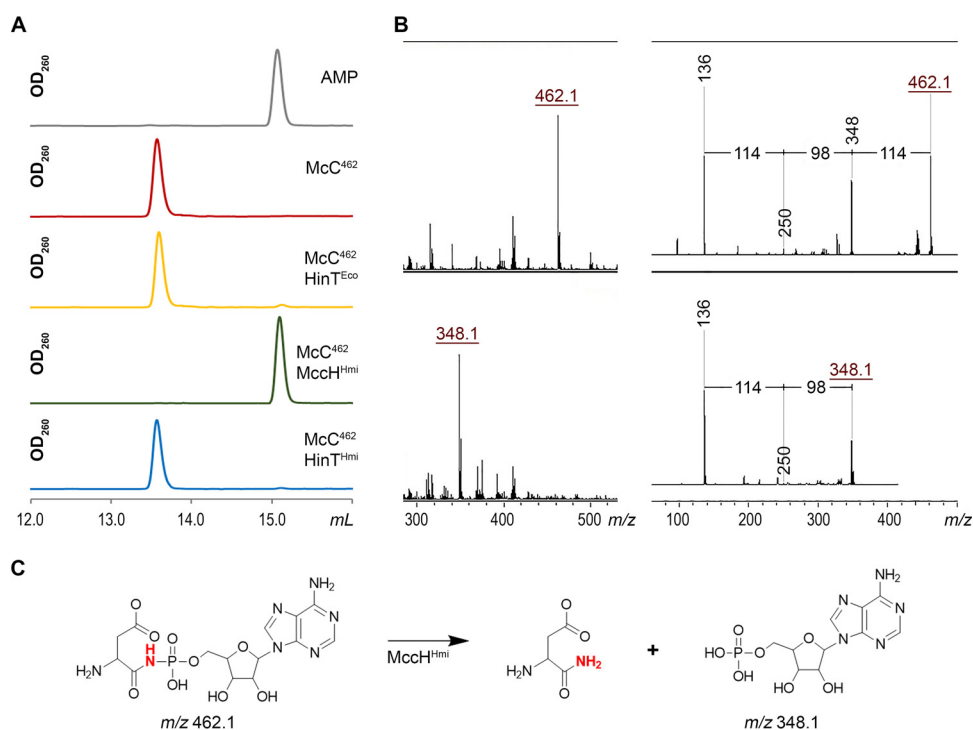 A
OD260
AMP
OD260
McC462
OD260
McC462
HinTEco
OD260
McC462
MccHHmi
OD260
McC462
HinTHmi
12.0 13.0 14.0 15.0 mL
B
462.1
136
462.1
348
114 98 114
250
348.1
136
348.1
114 98
250
300 400 500 m/z
100 200 300 400 m/z
C
O
O
H
N
H2N
O
O
P
OH
O
O
HO OH
N
N
N
N
NH2
m/z 462.1
MccHHmi
O
O
H2N
NH2
O
+
O
HO P O
OH
O
HO OH
N
N
N
N
NH2
m/z 348.1